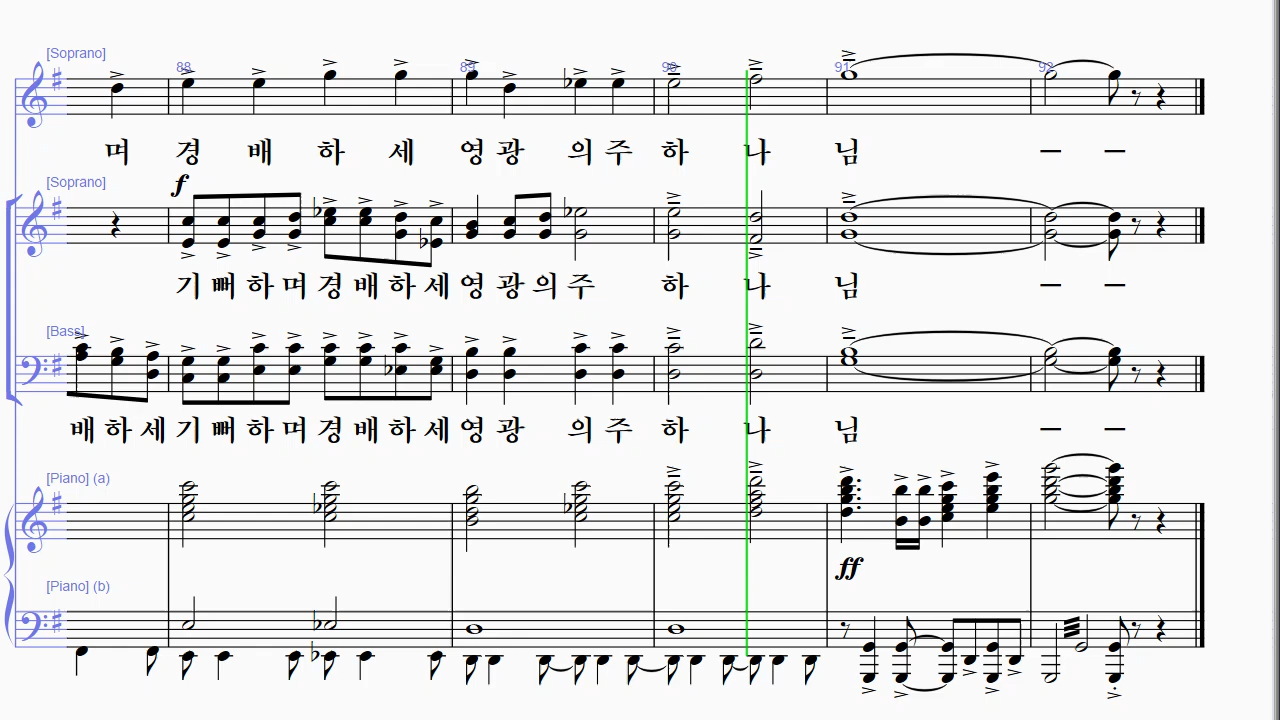 [Soprano]
88 89 90 91 92
며 경 배 하 세 영 광 의 주 하 나 님 – –
f
[Soprano]
기 뻐 하 며 경 배 하 세 영 광 의 주 하 나 님 – –
[Bass]
배 하 세 기 뻐 하 며 경 배 하 세 영 광 의 주 하 나 님 – –
[Piano] (a)
ff
[Piano] (b)